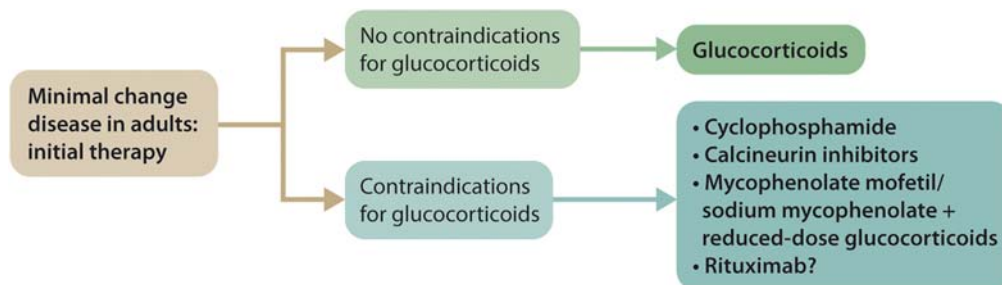 Minimal change
disease in adults:
initial therapy
No contraindications
for glucocorticoids
Glucocorticoids
Contraindications
for glucocorticoids
• Cyclophosphamide
• Calcineurin inhibitors
• Mycophenolate mofetil/
sodium mycophenolate +
reduced-dose glucocorticoids
• Rituximab?